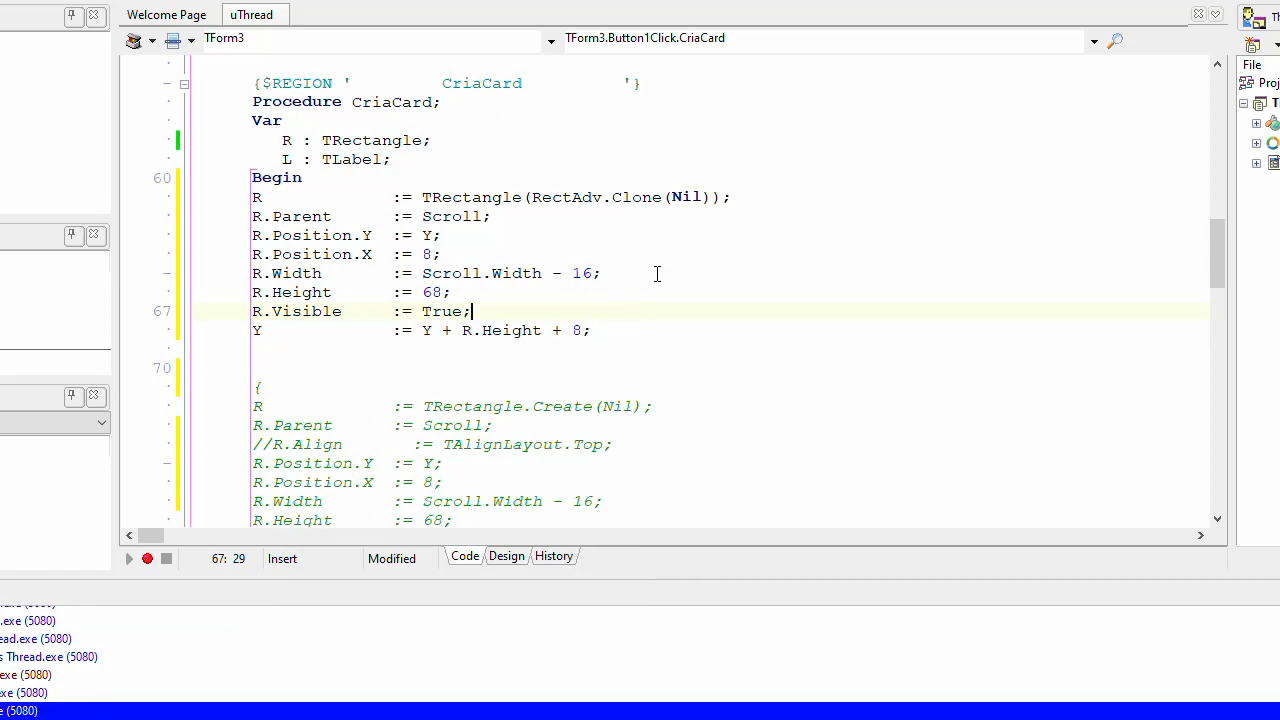 Welcome Page
uThread
TForm3
TForm3.Button1Click.CriaCard
{$REGION '         CriaCard          '}
Procedure CriaCard;
Var
R : TRectangle;
L : TLabel;
60 Begin
R := TRectangle(RectAdv.Clone(Nil));
R.Parent := Scroll;
R.Position.Y := Y;
R.Position.X := 8;
R.Width := Scroll.Width - 16;
R.Height := 68;
67 R.Visible := True;
Y := Y + R.Height + 8;
70
{
R := TRectangle.Create(Nil);
R.Parent := Scroll;
//R.Align := TAlignLayout.Top;
R.Position.Y := Y;
R.Position.X := 8;
R.Width := Scroll.Width - 16;
R.Height := 68;
67: 29
Insert
Modified
Code
Design
History
File
Proj
.exe (5080)
ead.exe (5080)
s Thread.exe (5080)
exe (5080)
xe (5080)
e (5080)